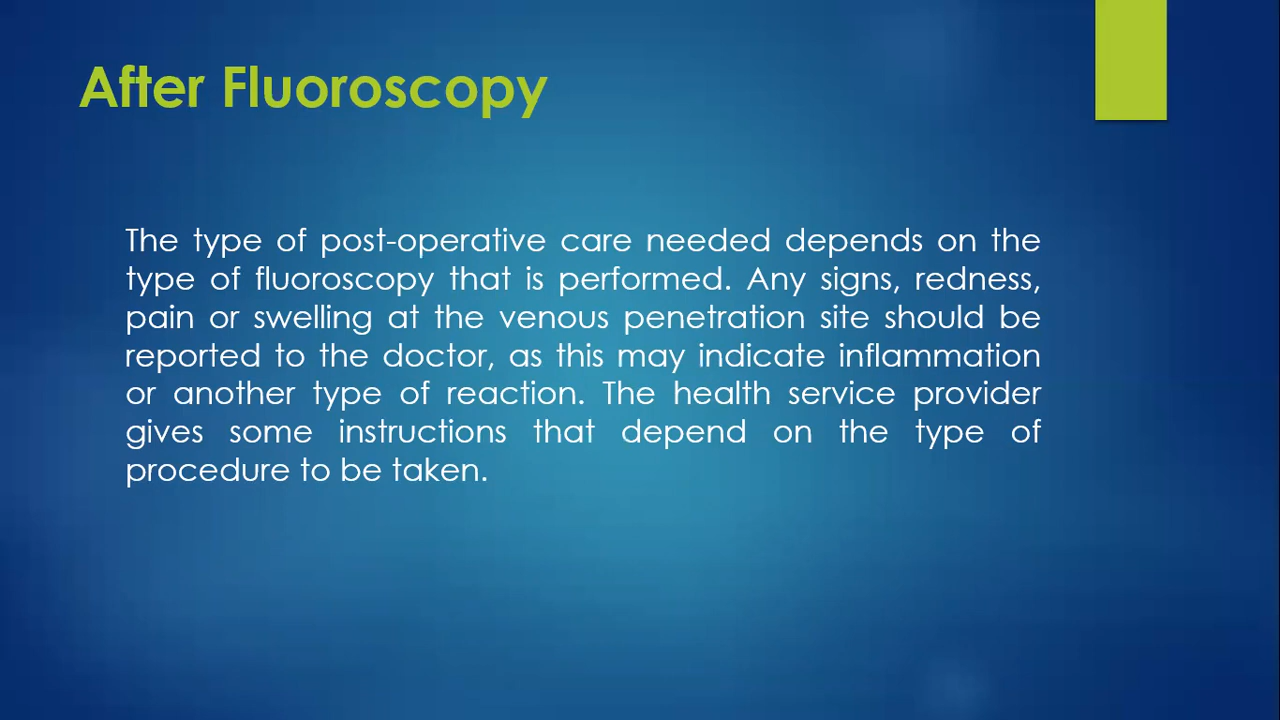 After Fluoroscopy
The type of post-operative care needed depends on the
type of fluoroscopy that is performed. Any signs, redness,
pain or swelling at the venous penetration site should be
reported to the doctor, as this may indicate inflammation
or another type of reaction. The health service provider
gives some instructions that depend on the type of
procedure to be taken.